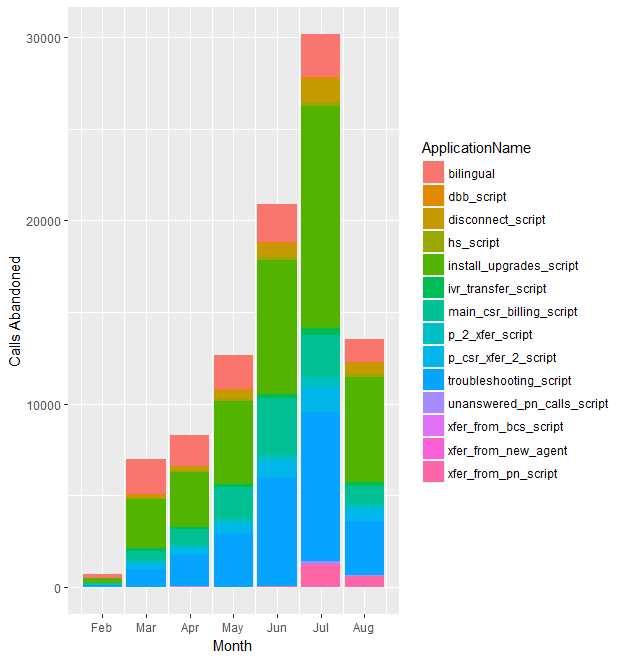 30000
20000
10000
0
Calls Abandoned
Feb Mar Apr May Jun Jul Aug
Month
ApplicationName
bilingual
dbb_script
disconnect_script
hs_script
install_upgrades_script
ivr_transfer_script
main_csr_billing_script
p_2_xfer_script
p_csr_xfer_2_script
troubleshooting_script
unanswered_pn_calls_script
xfer_from_bcs_script
xfer_from_new_agent
xfer_from_pn_script